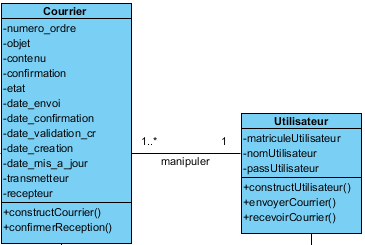 Courrier
-numero_ordre
-objet
-contenu
-confirmation
-etat
-date_envoi
-date_confirmation
-date_validation_cr
-date_creation
-date_mis_a_jour
-transmetteur
-recepteur
+constructCourrier()
+confirmerReception()
1..*
1
manipuler
Utilisateur
-matriculeUtilisateur
-nomUtilisateur
-passUtilisateur
+constructUtilisateur()
+envoyerCourrier()
+recevoirCourrier()